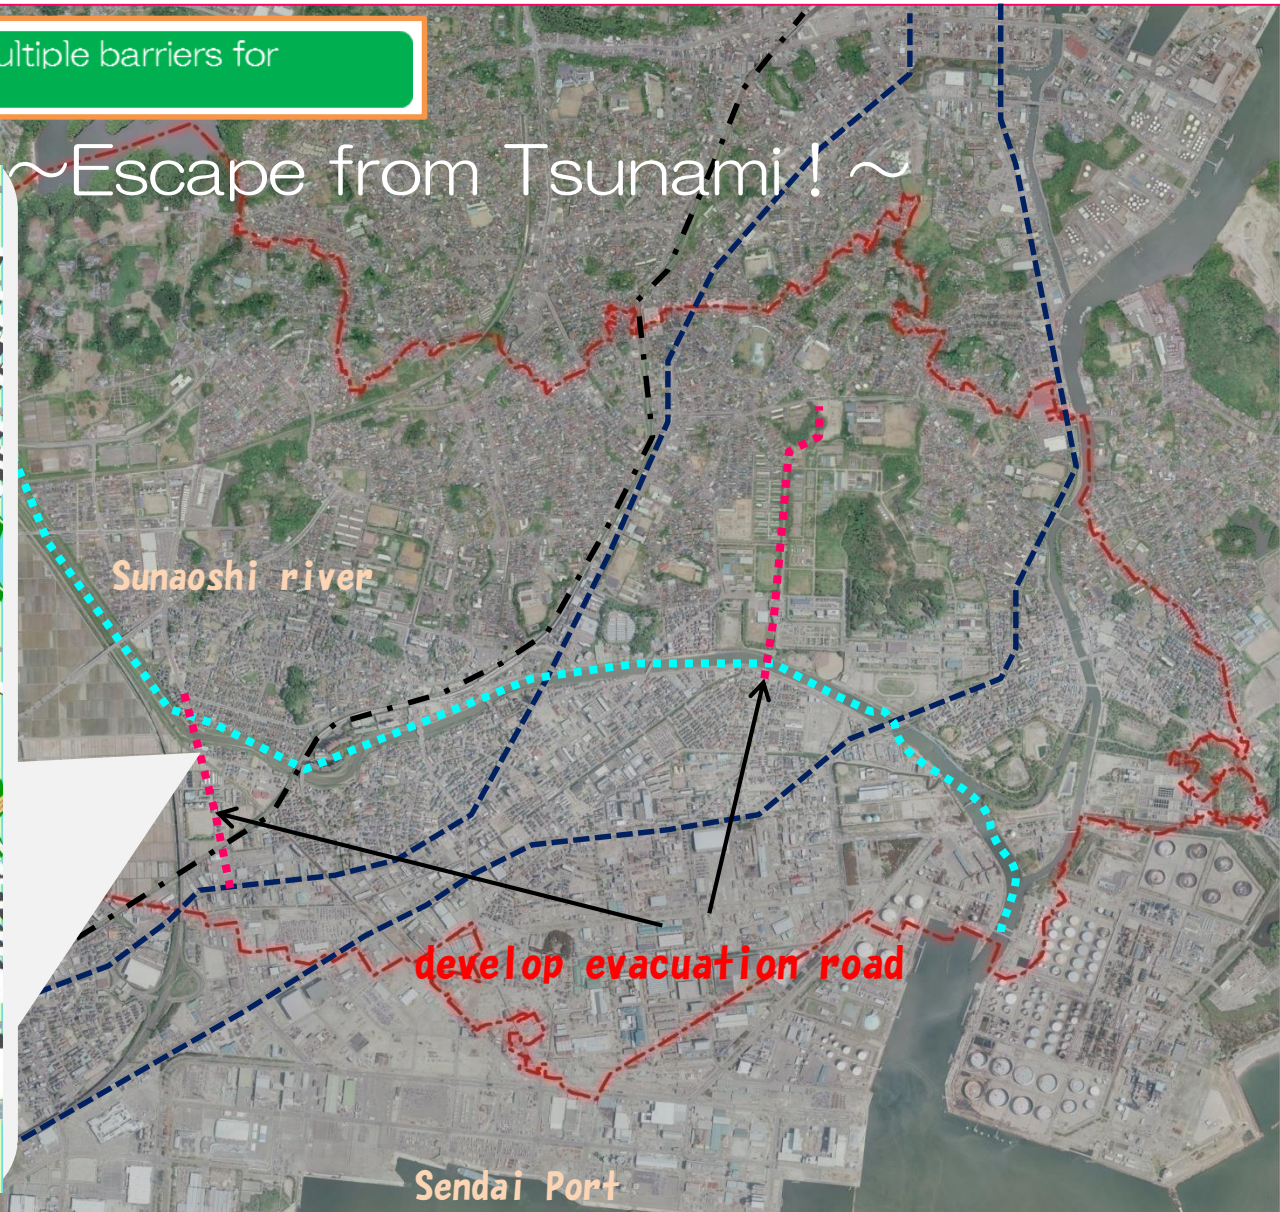 ultiple barriers for
～Escape from Tsunami！～
Sunaoshi river
develop evacuation road
Sendai Port